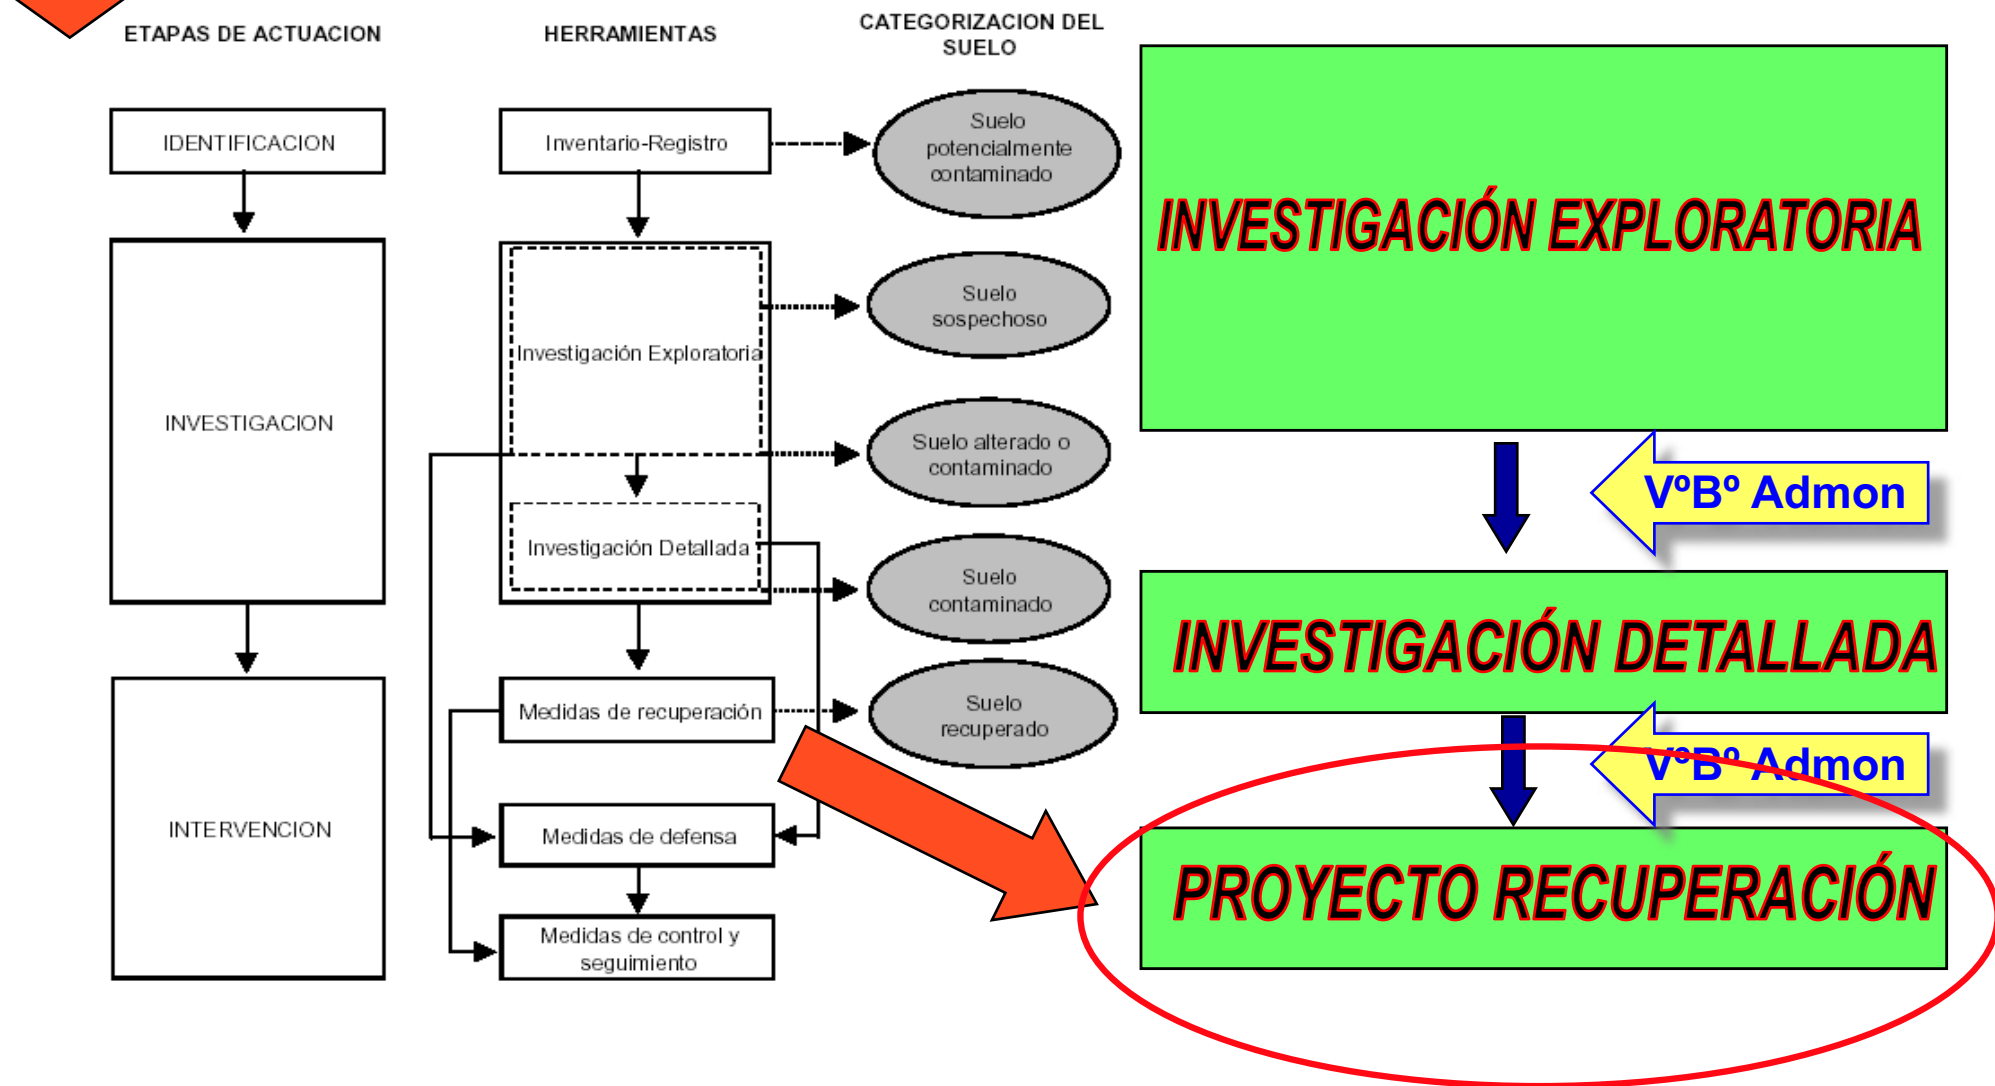 ETAPAS DE ACTUACION
HERRAMIENTAS
CATEGORIZACION DEL
SUELO
IDENTIFICACION
Inventario-Registro
Suelo
potencialmente
contaminado
INVESTIGACION
Investigación Exploratoria
Suelo
sospechoso
Suelo alterado o
contaminado
Investigación Detallada
Suelo
contaminado
INTERVENCION
Medidas de recuperación
Suelo
recuperado
Medidas de defensa
Medidas de control y
seguimiento
INVESTIGACIÓN EXPLORATORIA
VºBº Admon
INVESTIGACIÓN DETALLADA
VºBº Admon
PROYECTO RECUPERACIÓN